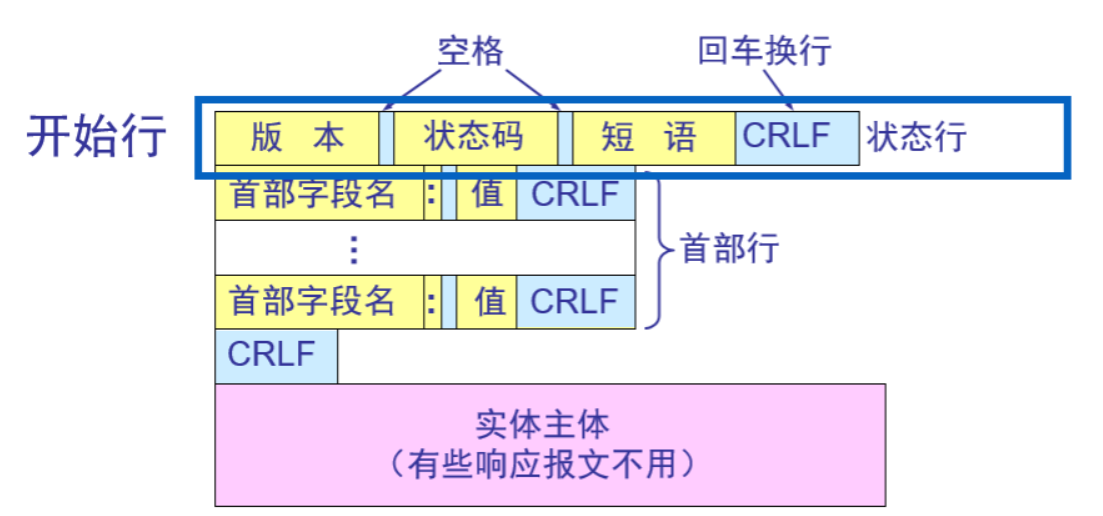 空格 回车换行
开始行 版 本 状态码 短 语 CRLF 状态行
首部字段名 : 值 CRLF
⋮ 首部行
首部字段名 : 值 CRLF
CRLF
实体主体
（有些响应报文不用）